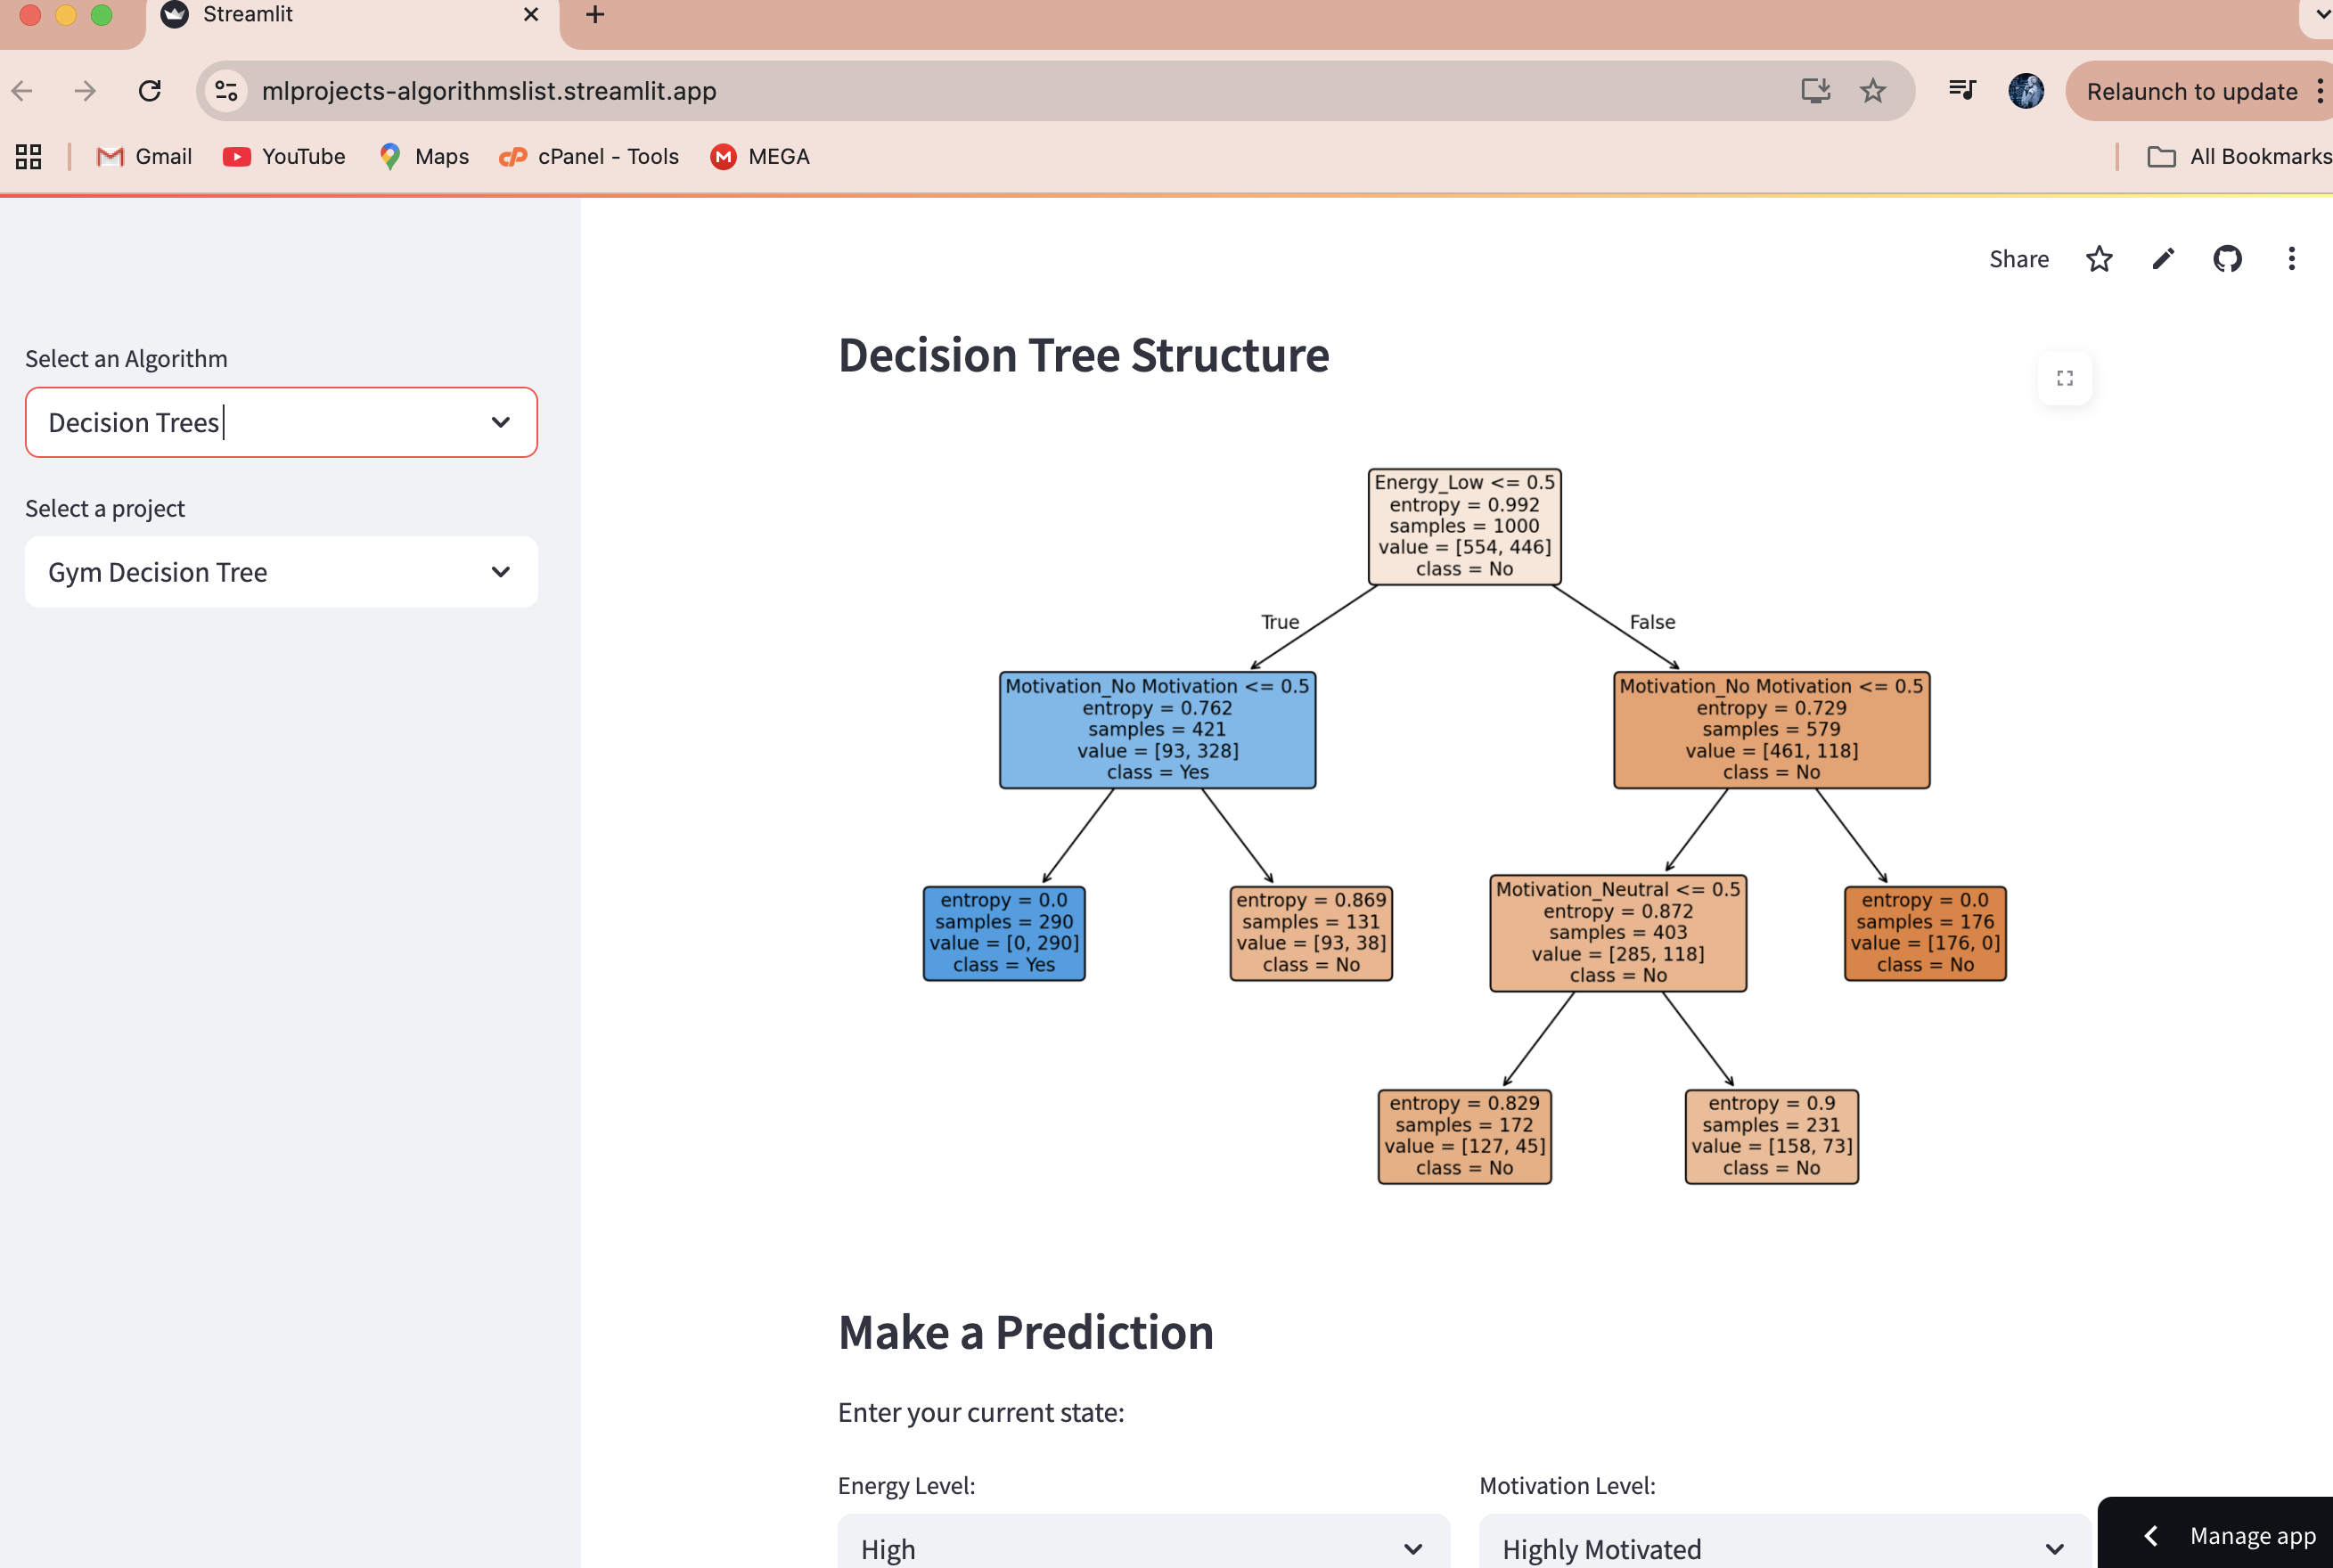 Streamlit
mlprojects-algorithmslist.streamlit.app
Relaunch to update
Gmail
YouTube
Maps
cPanel - Tools
MEGA
All Bookmarks
Share
Select an Algorithm
Decision Trees
Select a project
Gym Decision Tree
Decision Tree Structure
Energy_Low <= 0.5
entropy = 0.992
samples = 1000
value = [554, 446]
class = No
True
False
Motivation_No Motivation <= 0.5
entropy = 0.762
samples = 421
value = [93, 328]
class = Yes
Motivation_No Motivation <= 0.5
entropy = 0.729
samples = 579
value = [461, 118]
class = No
entropy = 0.0
samples = 290
value = [0, 290]
class = Yes
entropy = 0.869
samples = 131
value = [93, 38]
class = No
Motivation_Neutral <= 0.5
entropy = 0.872
samples = 403
value = [285, 118]
class = No
entropy = 0.0
samples = 176
value = [176, 0]
class = No
entropy = 0.829
samples = 172
value = [127, 45]
class = No
entropy = 0.9
samples = 231
value = [158, 73]
class = No
Make a Prediction
Enter your current state:
Energy Level:
High
Motivation Level:
Highly Motivated
Manage app